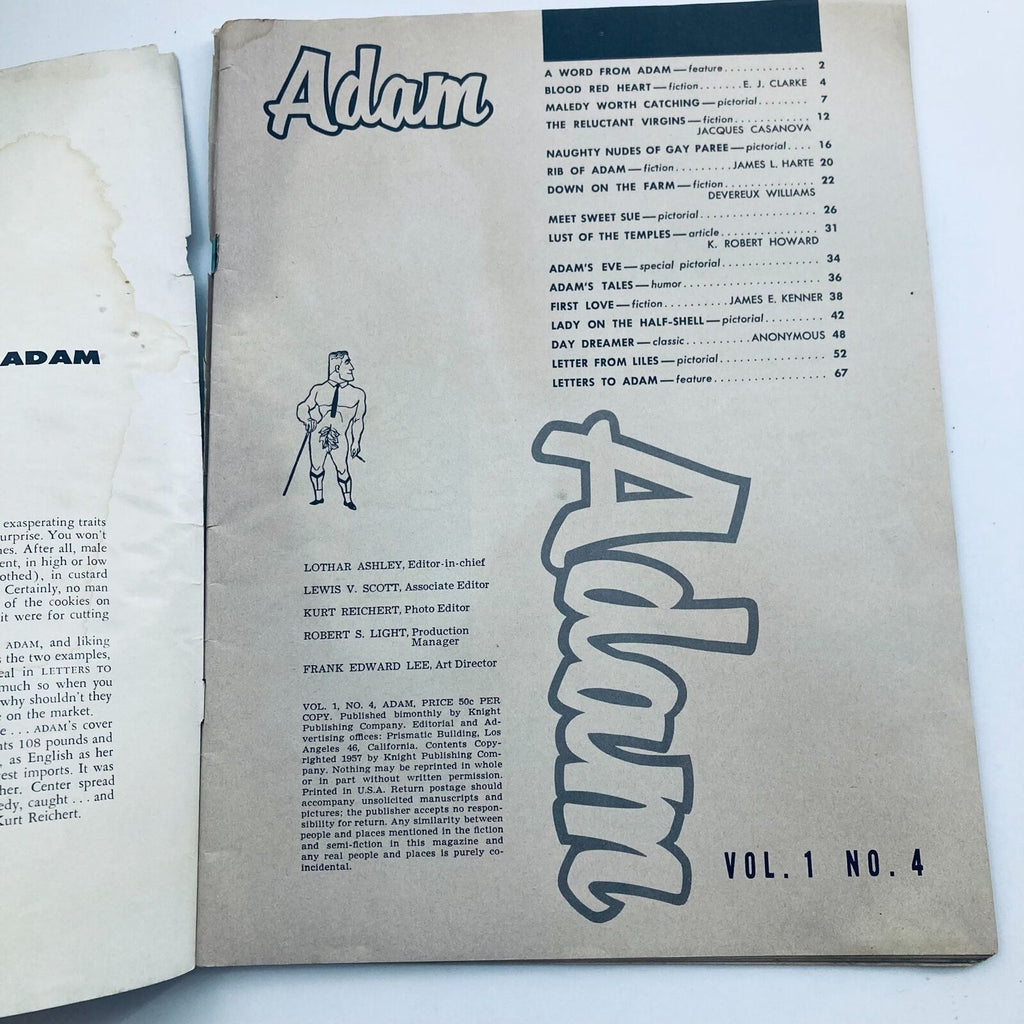 ADAM
exasperating traits
urprise. You won't
nes. After all, male
ent, in high or low
othed), in custard
Certainly, no man
of the cookies on
it were for cutting
ADAM, and liking
s the two examples,
eal in LETTERS TO
much so when you
why shouldn't they
e on the market.
e . . . ADAM's cover
nts 108 pounds and
, as English as her
est imports. It was
her. Center spread
edy, caught . . . and
Kurt Reichert.
Adam
A WORD FROM ADAM—feature . . . . . . . . . . . . 2
BLOOD RED HEART—fiction . . . . . . . E. J. CLARKE 4
MALEDY WORTH CATCHING—pictorial . . . . . . . . 7
THE RELUCTANT VIRGINS—fiction . . . . . . . . . . . . 12
JACQUES CASANOVA
NAUGHTY NUDES OF GAY PAREE—pictorial . . . . 16
RIB OF ADAM—fiction . . . . . . . . . JAMES L. HARTE 20
DOWN ON THE FARM—fiction . . . . . . . . . . . . . . 22
DEVEREUX WILLIAMS
MEET SWEET SUE—pictorial . . . . . . . . . . . . . . . . . 26
LUST OF THE TEMPLES—article . . . . . . . . . . . . . . . 31
K. ROBERT HOWARD
ADAM'S EVE—special pictorial . . . . . . . . . . . . . . . 34
ADAM'S TALES—humor . . . . . . . . . . . . . . . . . . . . 36
FIRST LOVE—fiction . . . . . . . . . . JAMES E. KENNER 38
LADY ON THE HALF-SHELL—pictorial . . . . . . . . . 42
DAY DREAMER—classic . . . . . . . . . . ANONYMOUS 48
LETTER FROM LILES—pictorial . . . . . . . . . . . . . . . 52
LETTERS TO ADAM—feature . . . . . . . . . . . . . . . . . 67
LOTHAR ASHLEY, Editor-in-chief
LEWIS V. SCOTT, Associate Editor
KURT REICHERT, Photo Editor
ROBERT S. LIGHT, Production
Manager
FRANK EDWARD LEE, Art Director
VOL. 1, NO. 4, ADAM, PRICE 50c PER
COPY. Published bimonthly by Knight
Publishing Company. Editorial and Ad-
vertising offices: Prismatic Building, Los
Angeles 46, California. Contents Copy-
righted 1957 by Knight Publishing Com-
pany. Nothing may be reprinted in whole
or in part without written permission.
Printed in U.S.A. Return postage should
accompany unsolicited manuscripts and
pictures; the publisher accepts no respon-
sibility for return. Any similarity between
people and places mentioned in the fiction
and semi-fiction in this magazine and
any real people and places is purely co-
incidental.
Adam
VOL. 1 NO. 4